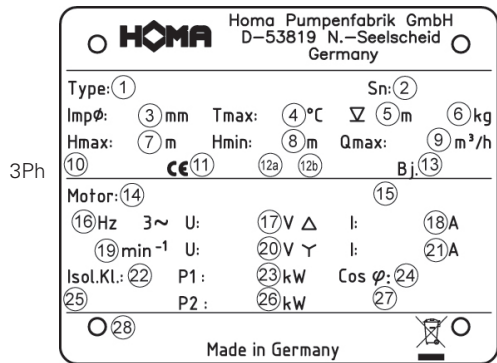 HOMA Homa Pumpenfabrik GmbH
D-53819 N.-Seelscheid
Germany
Type: 1 Sn: 2
Impø: 3 mm Tmax: 4 °C 5 m 6 kg
Hmax: 7 m Hmin: 8 m Qmax: 9 m³/h
3Ph
10 CE 11 12a 12b Bj. 13
Motor: 14 15
16 Hz 3~ U: 17 V △ I: 18 A
19 min⁻¹ U: 20 V Y I: 21 A
Isol.Kl.: 22 P1 : 23 kW Cos φ: 24
25 P2 : 26 kW 27
28
Made in Germany